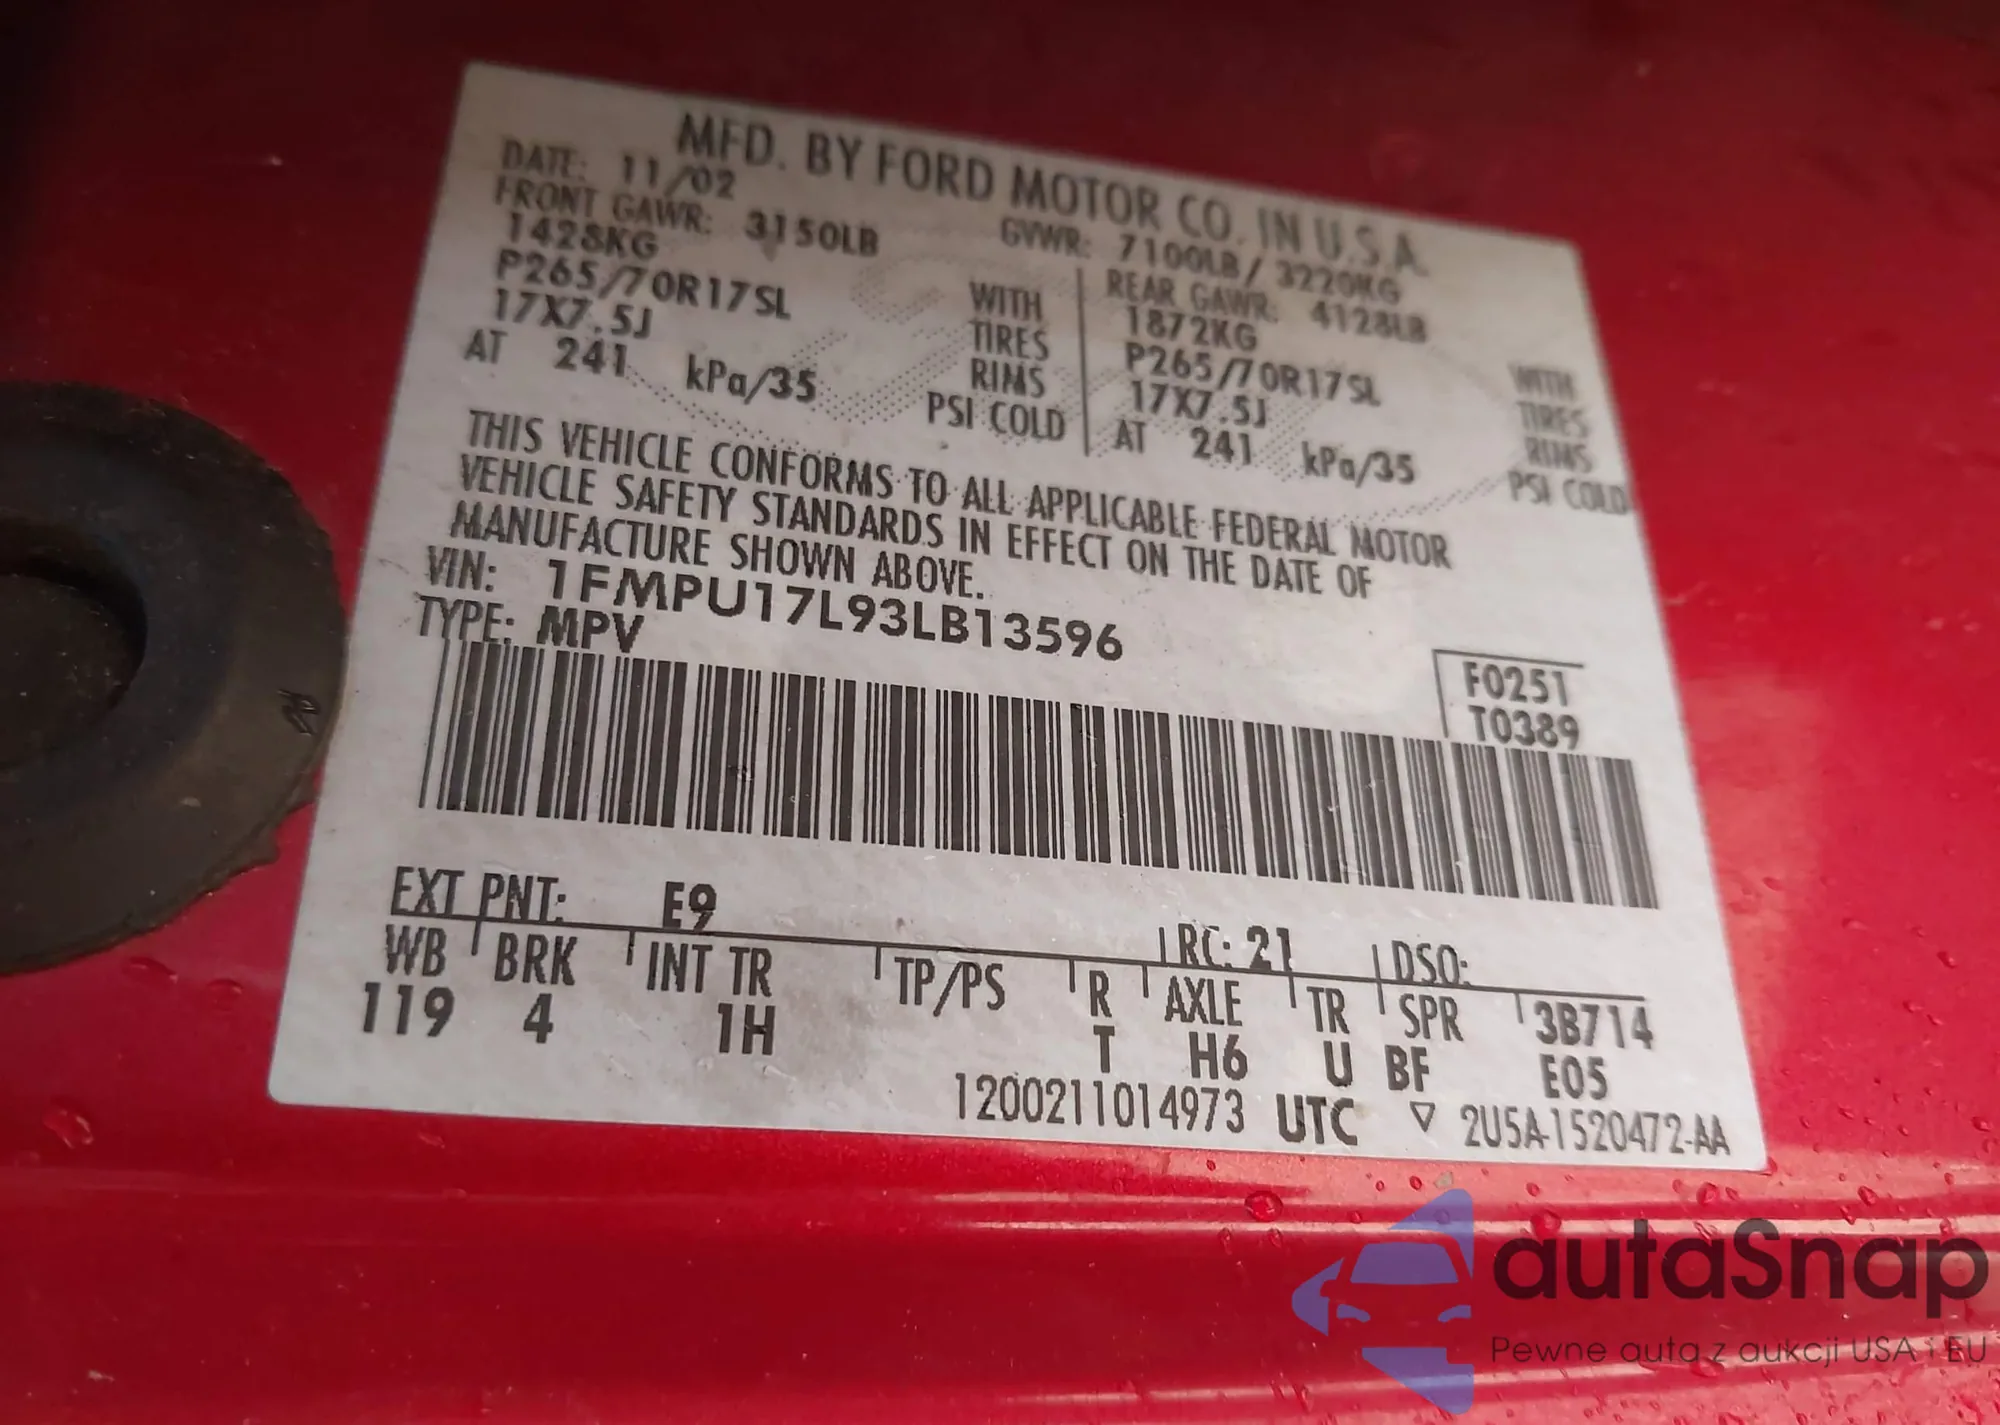 MFD. BY FORD MOTOR CO. IN U.S.A.
DATE: 11/02 GVWR: 7100LB/ 3220KG
FRONT GAWR: 3150LB REAR GAWR: 4128LB
1428KG WITH 1872KG WITH
P265/70R17SL TIRES P265/70R17SL TIRES
17X7.5J RIMS 17X7.5J RIMS
AT 241 kPa/35 PSI COLD AT 241 kPa/35 PSI COLD
THIS VEHICLE CONFORMS TO ALL APPLICABLE FEDERAL MOTOR
VEHICLE SAFETY STANDARDS IN EFFECT ON THE DATE OF
MANUFACTURE SHOWN ABOVE.
VIN: 1FMPU17L93LB13596
TYPE: MPV
F0251
T0389
EXT PNT: E9 RC: 21 DSO:
WB BRK INT TR TP/PS R AXLE TR SPR 3B714
119 4 1H T H6 U BF E05
1200211014973 UTC ▽ 2U5A-1520472-AA
autaSnap
Pewne auta z aukcji USA i EU